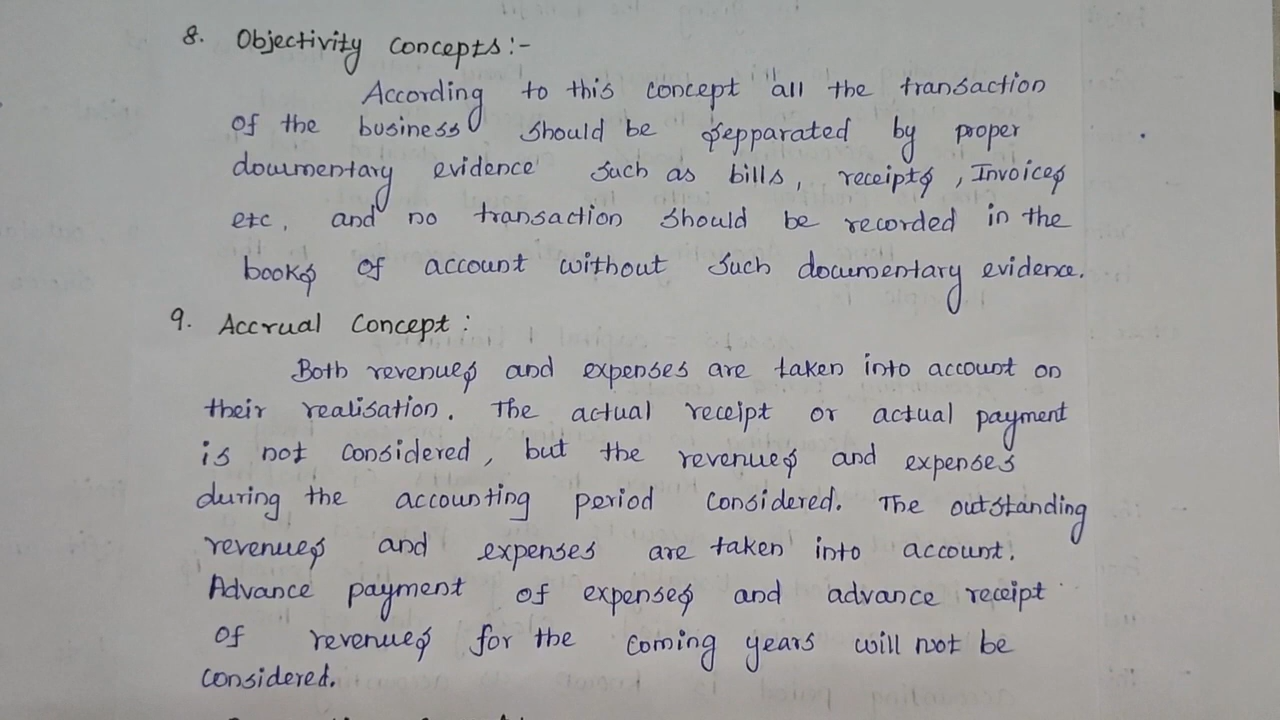 8. Objectivity Concepts:-
According to this concept all the transaction
of the business should be sepparated by proper
documentary evidence such as bills, receipts, Invoices
etc, and no transaction should be recorded in the
books of account without such documentary evidence.
9. Accrual Concept:
Both revenues and expenses are taken into account on
their realisation. The actual receipt or actual payment
is not considered, but the revenues and expenses
during the accounting period considered. The outstanding
revenues and expenses are taken into account.
Advance payment of expenses and advance receipt
of revenues for the coming years will not be
considered.